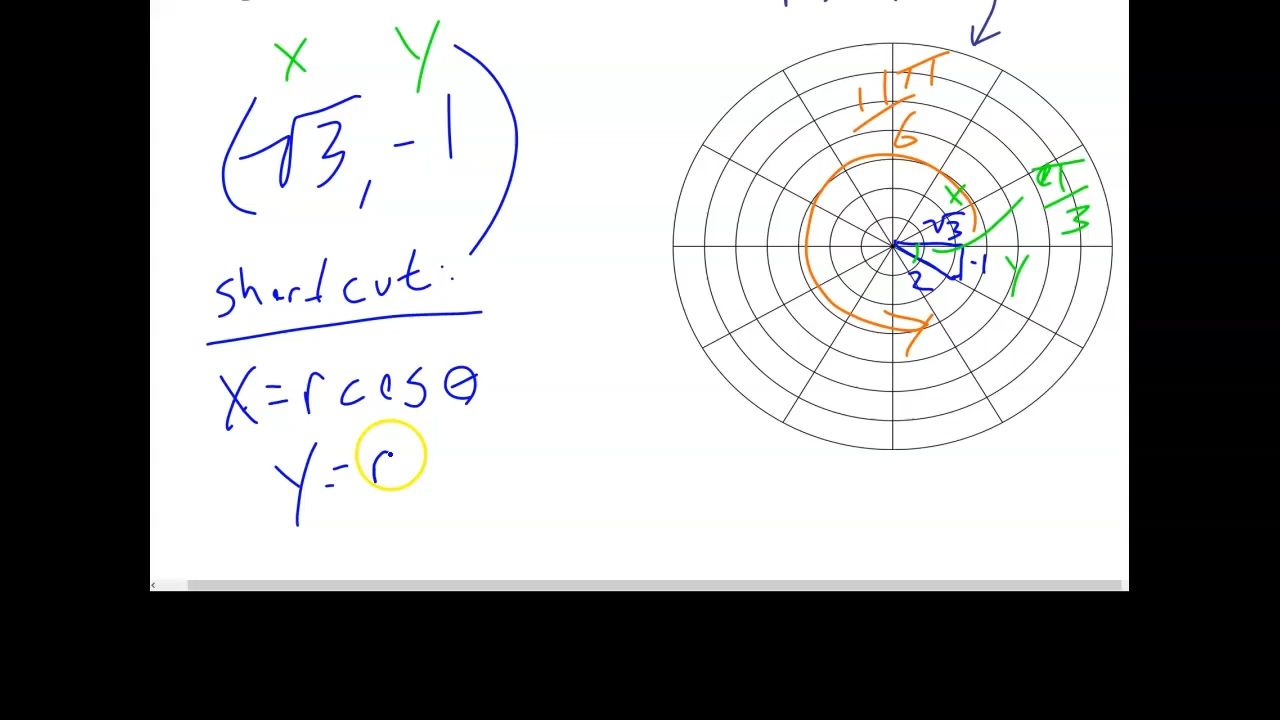 X Y
(√3, -1)
shortcut:
X = r cos θ
Y = r
11π/6
X
√3
-1
2
Y
π/3